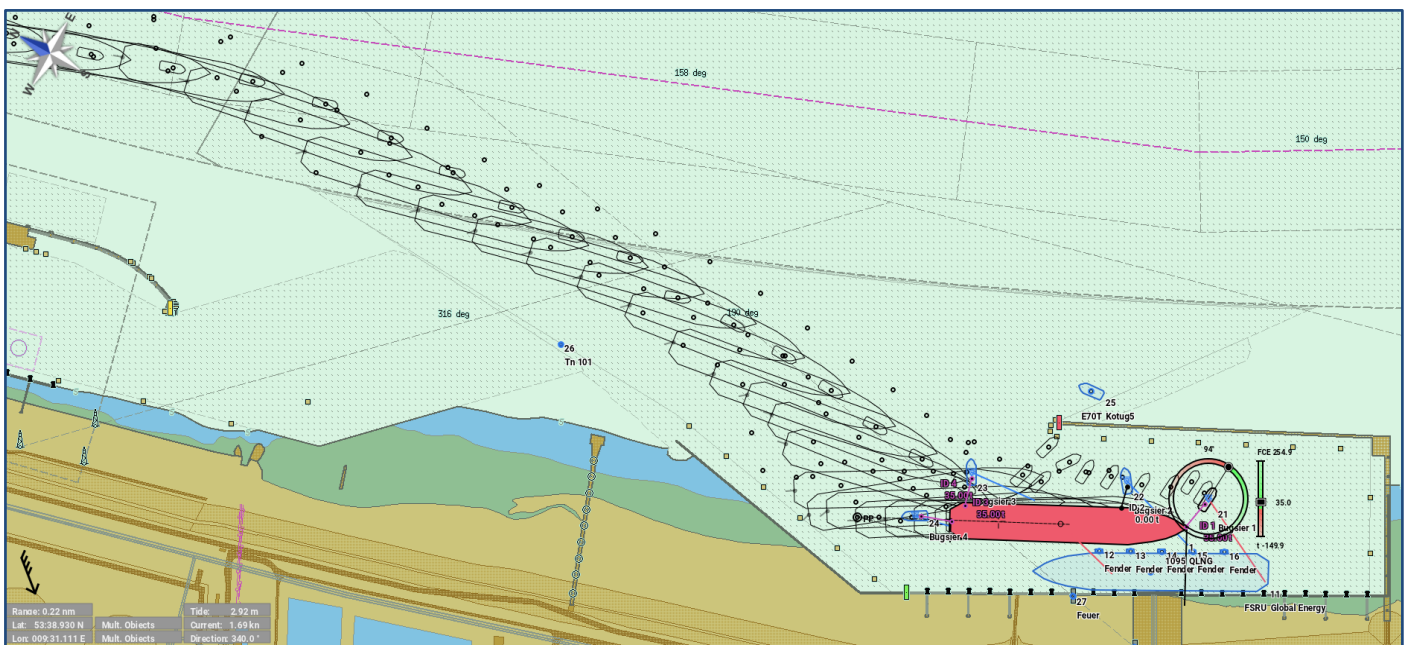 E
W
S
158 deg
150 deg
316 deg
190 deg
26
Tn 101
25
E70T Kotug5
94°
FCE 254.9
35.0
t -149.9
ID 4
23
35.001
Bugsier 3
35.001
22
ID 2
Bugsier 2
0.00 t
21
ID 1 Bugsier 1
24
Bugsier 4
pp
12
13
14
15
16
1095 QLNG
Fender
Fender
Fender
Fender
Fender
11
FSRU Global Energy
27
Feuer
Range: 0.22 nm
Tide: 2.92 m
Lat: 53:38.930 N
Mult. Objects
Current: 1.69 kn
Lon: 009:31.111 E
Mult. Objects
Direction: 340.0 °